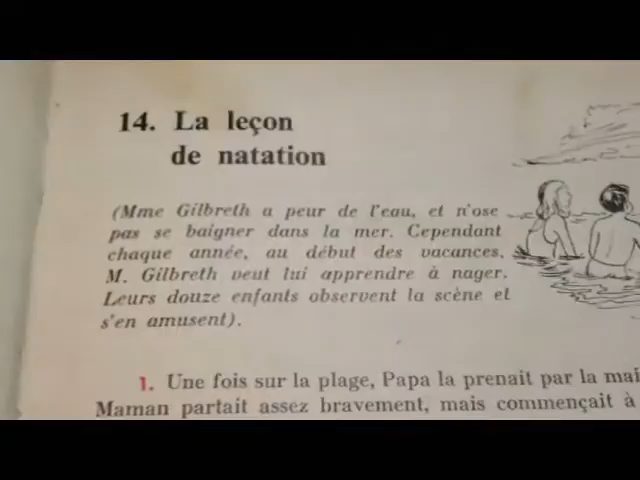 14. La leçon
de natation
(Mme Gilbreth a peur de l'eau, et n'ose
pas se baigner dans la mer. Cependant
chaque année, au début des vacances,
M. Gilbreth veut lui apprendre à nager.
Leurs douze enfants observent la scène et
s'en amusent).
1. Une fois sur la plage, Papa la prenait par la mai
Maman partait assez bravement, mais commençait à